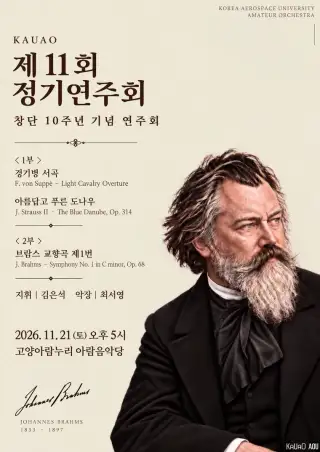 KOREA AEROSPACE UNIVERSITY
AMATEUR ORCHESTRA
KAUAO
제 11회
정기연주회
창단 10주년 기념 연주회
< 1부 >
경기병 서곡
F. von Suppé - Light Cavalry Overture
아름답고 푸른 도나우
J. Strauss II - The Blue Danube, Op. 314
< 2부 >
브람스 교향곡 제1번
J. Brahms - Symphony No. 1 in C minor, Op. 68
지휘 | 김은석 악장 | 최서영
2026. 11. 21 (토) 오후 5시
고양아람누리 아람음악당
Johannes Brahms
JOHANNES BRAHMS
1833 - 1897
KAUAO AOU